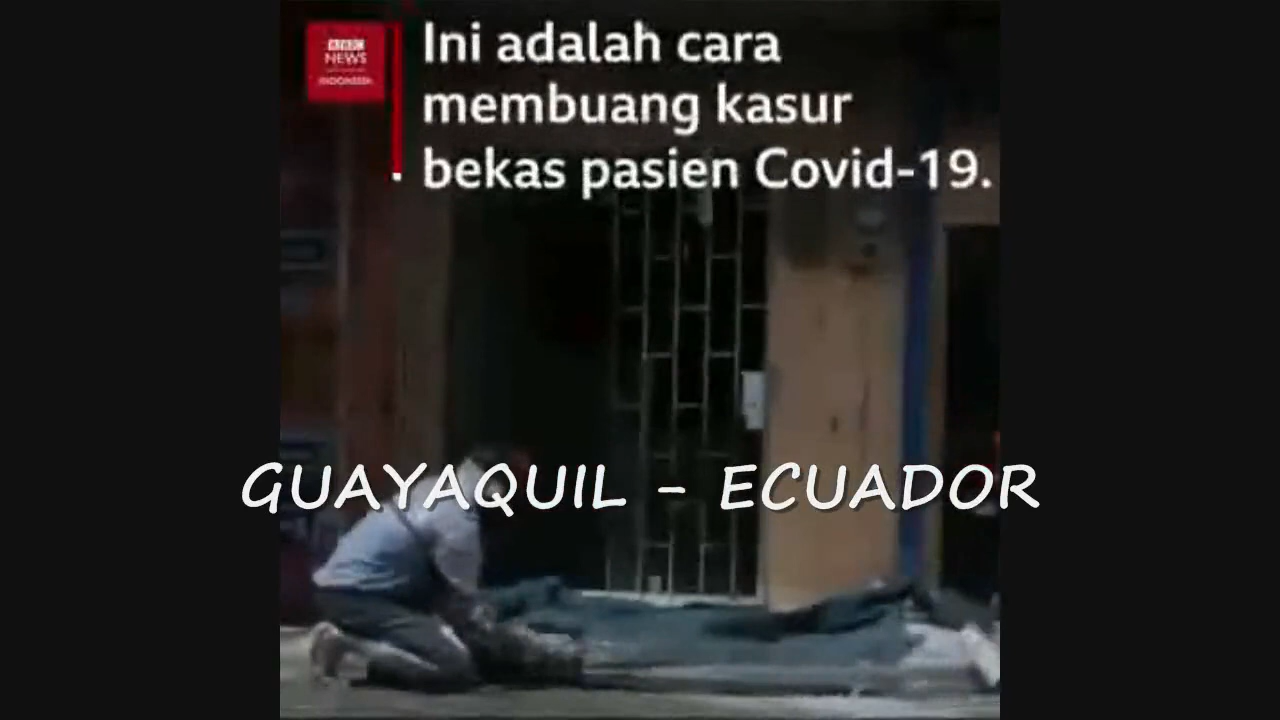 BBC
NEWS
INDONESIA
Ini adalah cara
membuang kasur
bekas pasien Covid-19.
GUAYAQUIL - ECUADOR